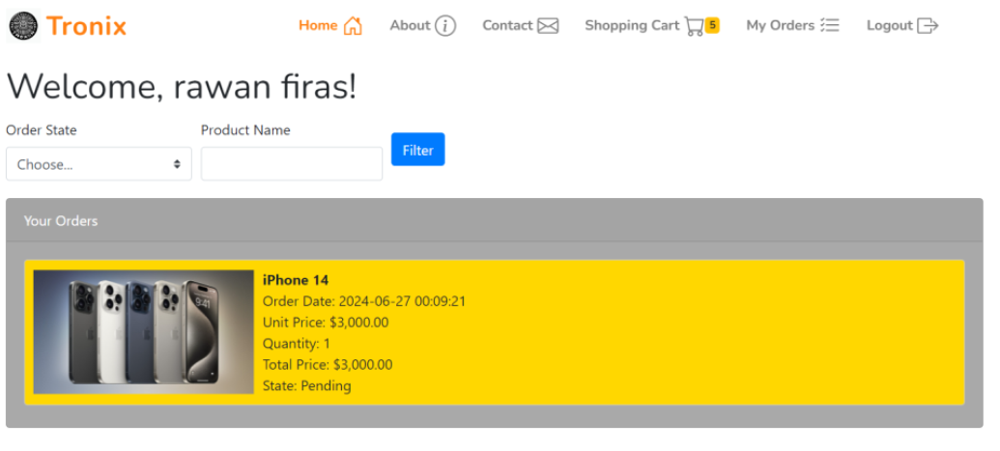 Tronix
Home
About
Contact
Shopping Cart 5
My Orders
Logout
Welcome, rawan firas!
Order State
Product Name
Choose...
Filter
Your Orders
iPhone 14
Order Date: 2024-06-27 00:09:21
Unit Price: $3,000.00
Quantity: 1
Total Price: $3,000.00
State: Pending
9:41